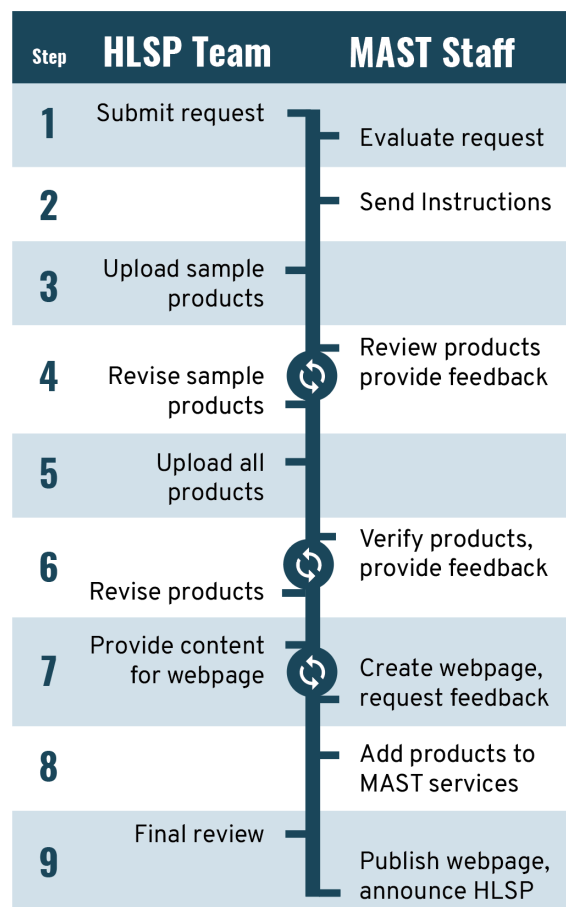 Step HLSP Team MAST Staff
1
Submit request
Evaluate request
2
Send Instructions
3
Upload sample
products
4
Review products
provide feedback
Revise sample
products
5
Upload all
products
6
Verify products,
provide feedback
Revise products
7
Provide content
for webpage
Create webpage,
request feedback
8
Add products to
MAST services
9
Final review
Publish webpage,
announce HLSP